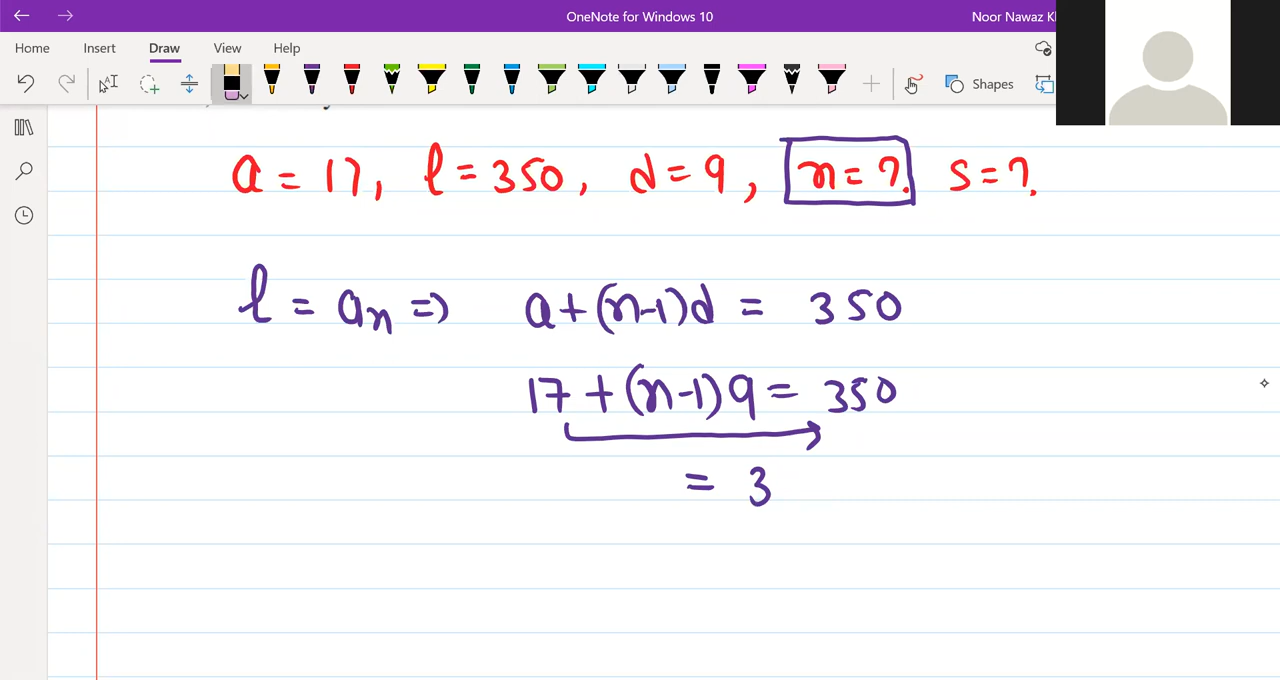 OneNote for Windows 10
Noor Nawaz Kh
Home Insert Draw View Help
Shapes
a = 17, l = 350, d = 9, n = ?. s = ?.
l = an => a + (n-1)d = 350
17 + (n-1)9 = 350
= 3